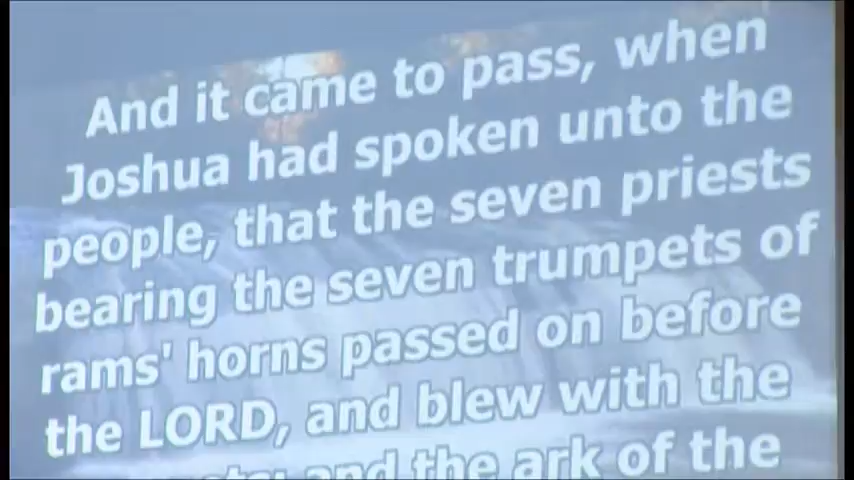 And it came to pass, when
Joshua had spoken unto the
people, that the seven priests
bearing the seven trumpets of
rams' horns passed on before
the LORD, and blew with the
and the ark of the